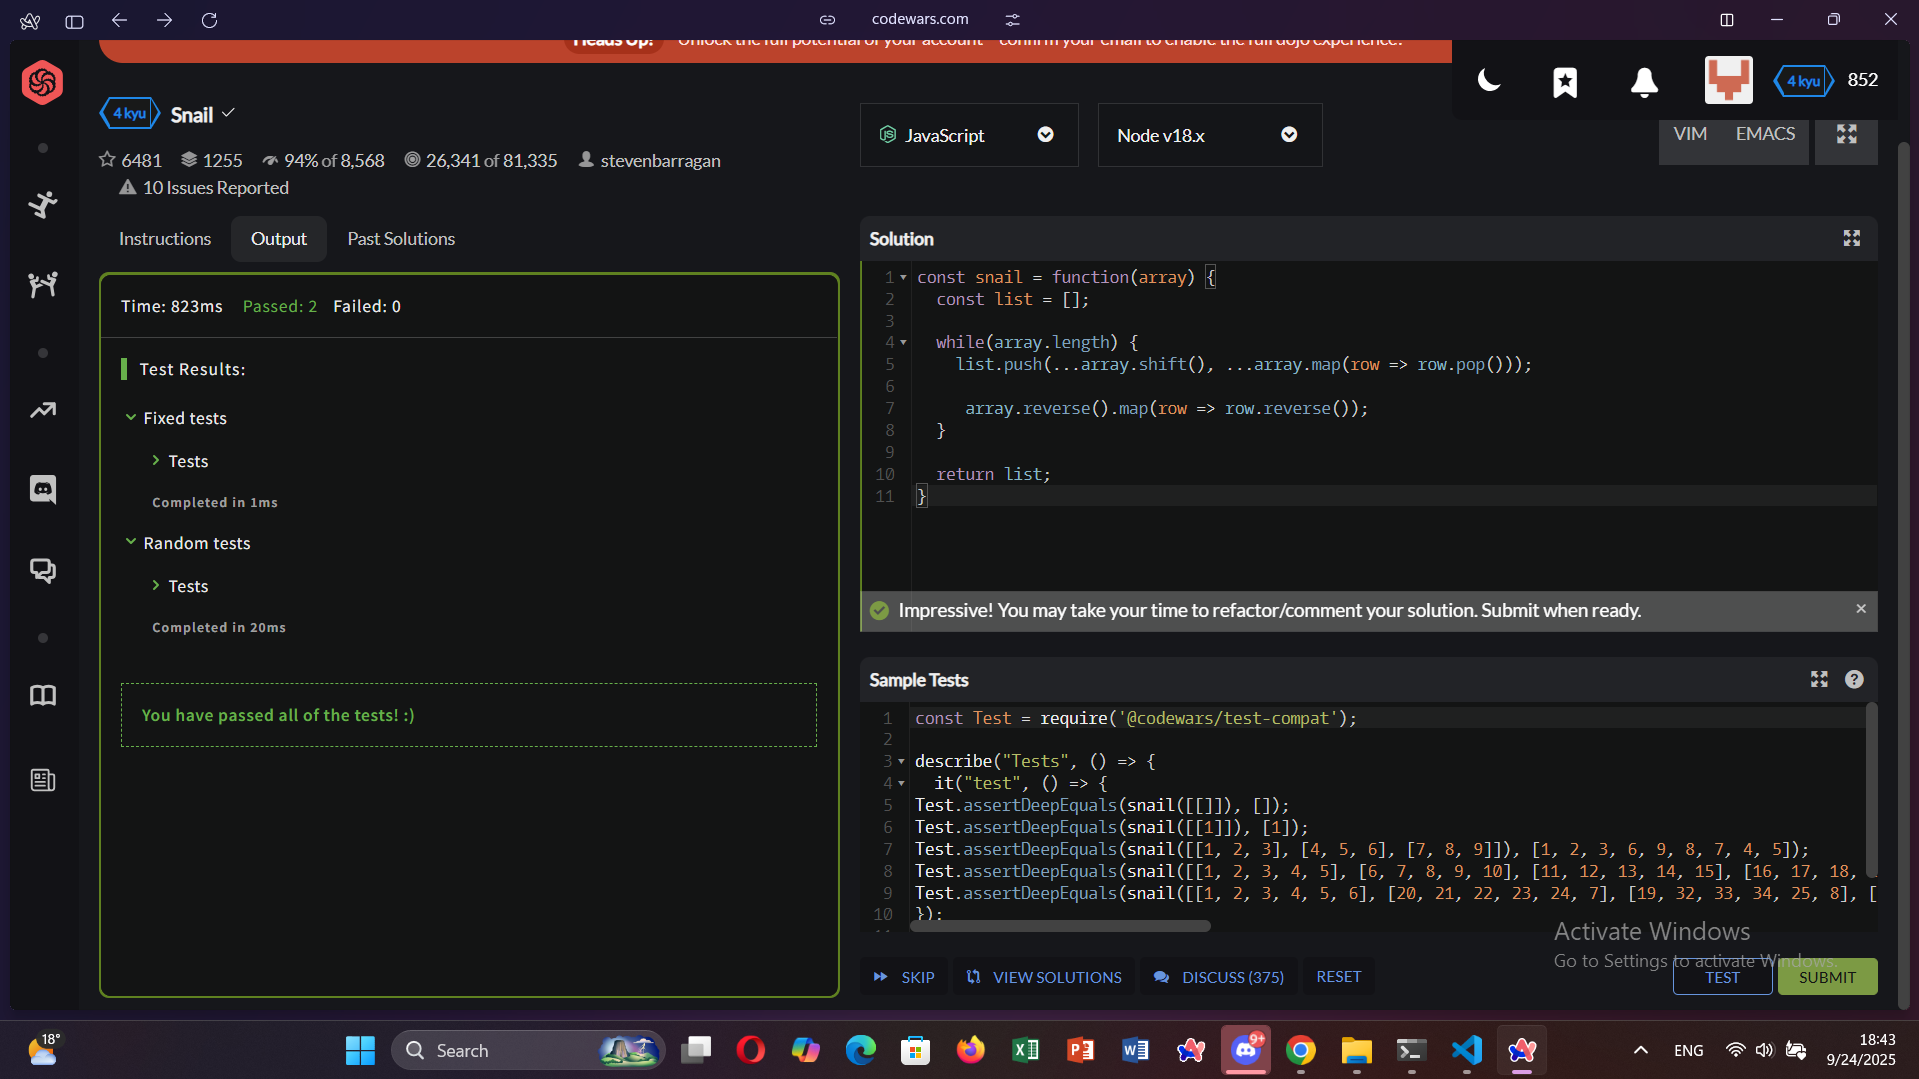 codewars.com
Heads Up! Unlock the full potential of your account - confirm your email to enable the full dojo experience.
4 kyu 852
4 kyu Snail
6481 1255 94% of 8,568 26,341 of 81,335 stevenbarragan
10 Issues Reported
JavaScript Node v18.x VIM EMACS
Instructions Output Past Solutions
Time: 823ms Passed: 2 Failed: 0
Test Results:
Fixed tests
Tests
Completed in 1ms
Random tests
Tests
Completed in 20ms
You have passed all of the tests! :)
Solution
1 const snail = function(array) {
2 const list = [];
3
4 while(array.length) {
5 list.push(...array.shift(), ...array.map(row => row.pop()));
6
7 array.reverse().map(row => row.reverse());
8 }
9
10 return list;
11 }
Impressive! You may take your time to refactor/comment your solution. Submit when ready.
Sample Tests
1 const Test = require('@codewars/test-compat');
2
3 describe("Tests", () => {
4 it("test", () => {
5 Test.assertDeepEquals(snail([[]]), []);
6 Test.assertDeepEquals(snail([[1]]), [1]);
7 Test.assertDeepEquals(snail([[1, 2, 3], [4, 5, 6], [7, 8, 9]]), [1, 2, 3, 6, 9, 8, 7, 4, 5]);
8 Test.assertDeepEquals(snail([[1, 2, 3, 4, 5], [6, 7, 8, 9, 10], [11, 12, 13, 14, 15], [16, 17, 18,
9 Test.assertDeepEquals(snail([[1, 2, 3, 4, 5, 6], [20, 21, 22, 23, 24, 7], [19, 32, 33, 34, 25, 8], [
10 });
SKIP VIEW SOLUTIONS DISCUSS (375) RESET TEST SUBMIT
Activate Windows
Go to Settings to activate Windows.
18° Search 9+ ENG 18:43
9/24/2025